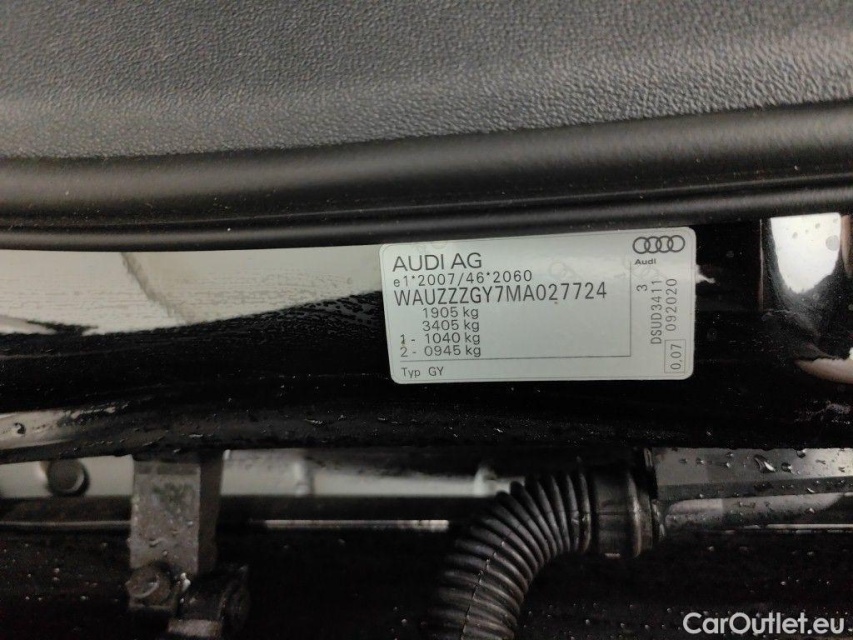 AUDI AG
e1*2007/46*2060
WAUZZZGY7MA027724
1905 kg
3405 kg
1 - 1040 kg
2 - 0945 kg
Typ GY
Audi
3
DSUD3411
092020
0,07
CarOutlet.eu